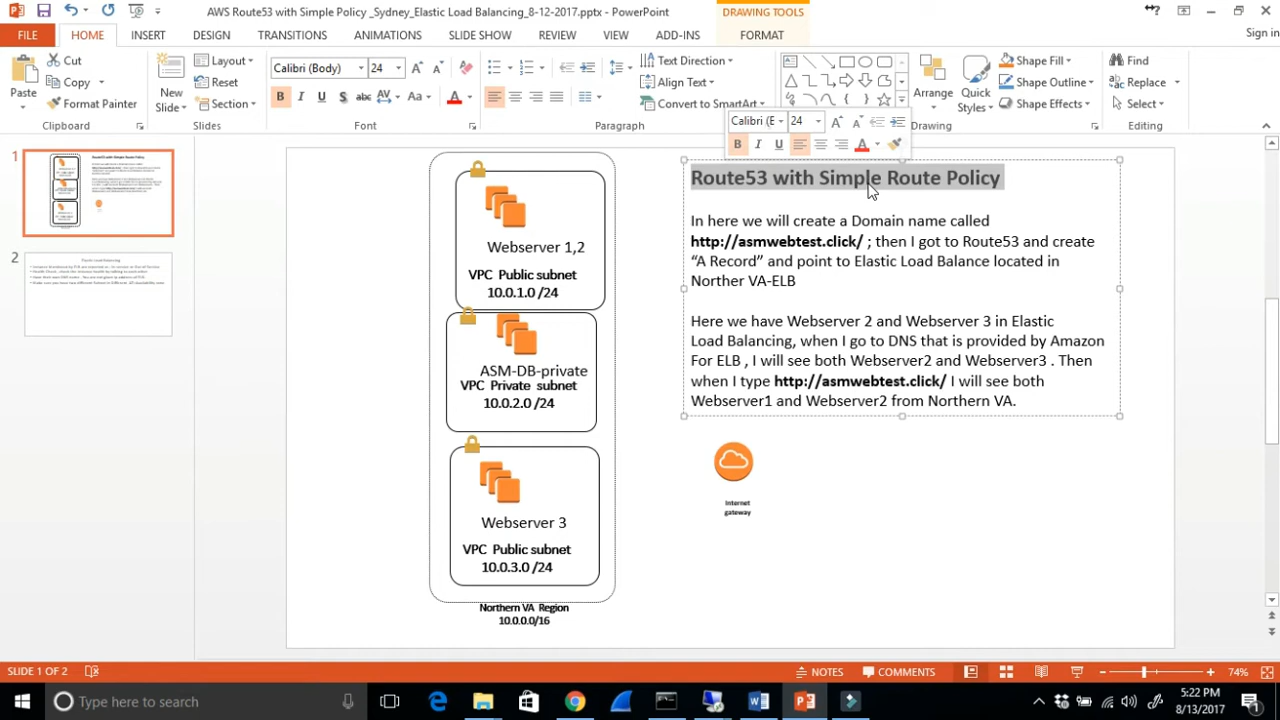 AWS Route53 with Simple Policy _Sydney_Elastic Load Balancing_8-12-2017.pptx - PowerPoint
DRAWING TOOLS
FILE
HOME
INSERT
DESIGN
TRANSITIONS
ANIMATIONS
SLIDE SHOW
REVIEW
VIEW
ADD-INS
FORMAT
Sign in
Paste
Cut
Copy
Format Painter
Clipboard
New
Slide
Layout
Reset
Section
Slides
Calibri (Body)
24
B I U S abc AV Aa A
Font
Text Direction
Align Text
Convert to SmartArt
Paragraph
Arrange
Quick
Styles
Shape Fill
Shape Outline
Shape Effects
Drawing
Find
Replace
Select
Editing
Calibri (E
24
B I U
1
2
Webserver 1,2
VPC Public subnet
10.0.1.0 /24
ASM-DB-private
VPC Private subnet
10.0.2.0 /24
Webserver 3
VPC Public subnet
10.0.3.0 /24
Northern VA Region
10.0.0.0/16
Route53 with Simple Route Policy
In here we will create a Domain name called
http://asmwebtest.click/ ; then I got to Route53 and create
“A Record” and point to Elastic Load Balance located in
Norther VA-ELB
Here we have Webserver 2 and Webserver 3 in Elastic
Load Balancing, when I go to DNS that is provided by Amazon
For ELB , I will see both Webserver2 and Webserver3 . Then
when I type http://asmwebtest.click/ I will see both
Webserver1 and Webserver2 from Northern VA.
Internet
gateway
SLIDE 1 OF 2
NOTES
COMMENTS
74%
Type here to search
5:22 PM
8/13/2017